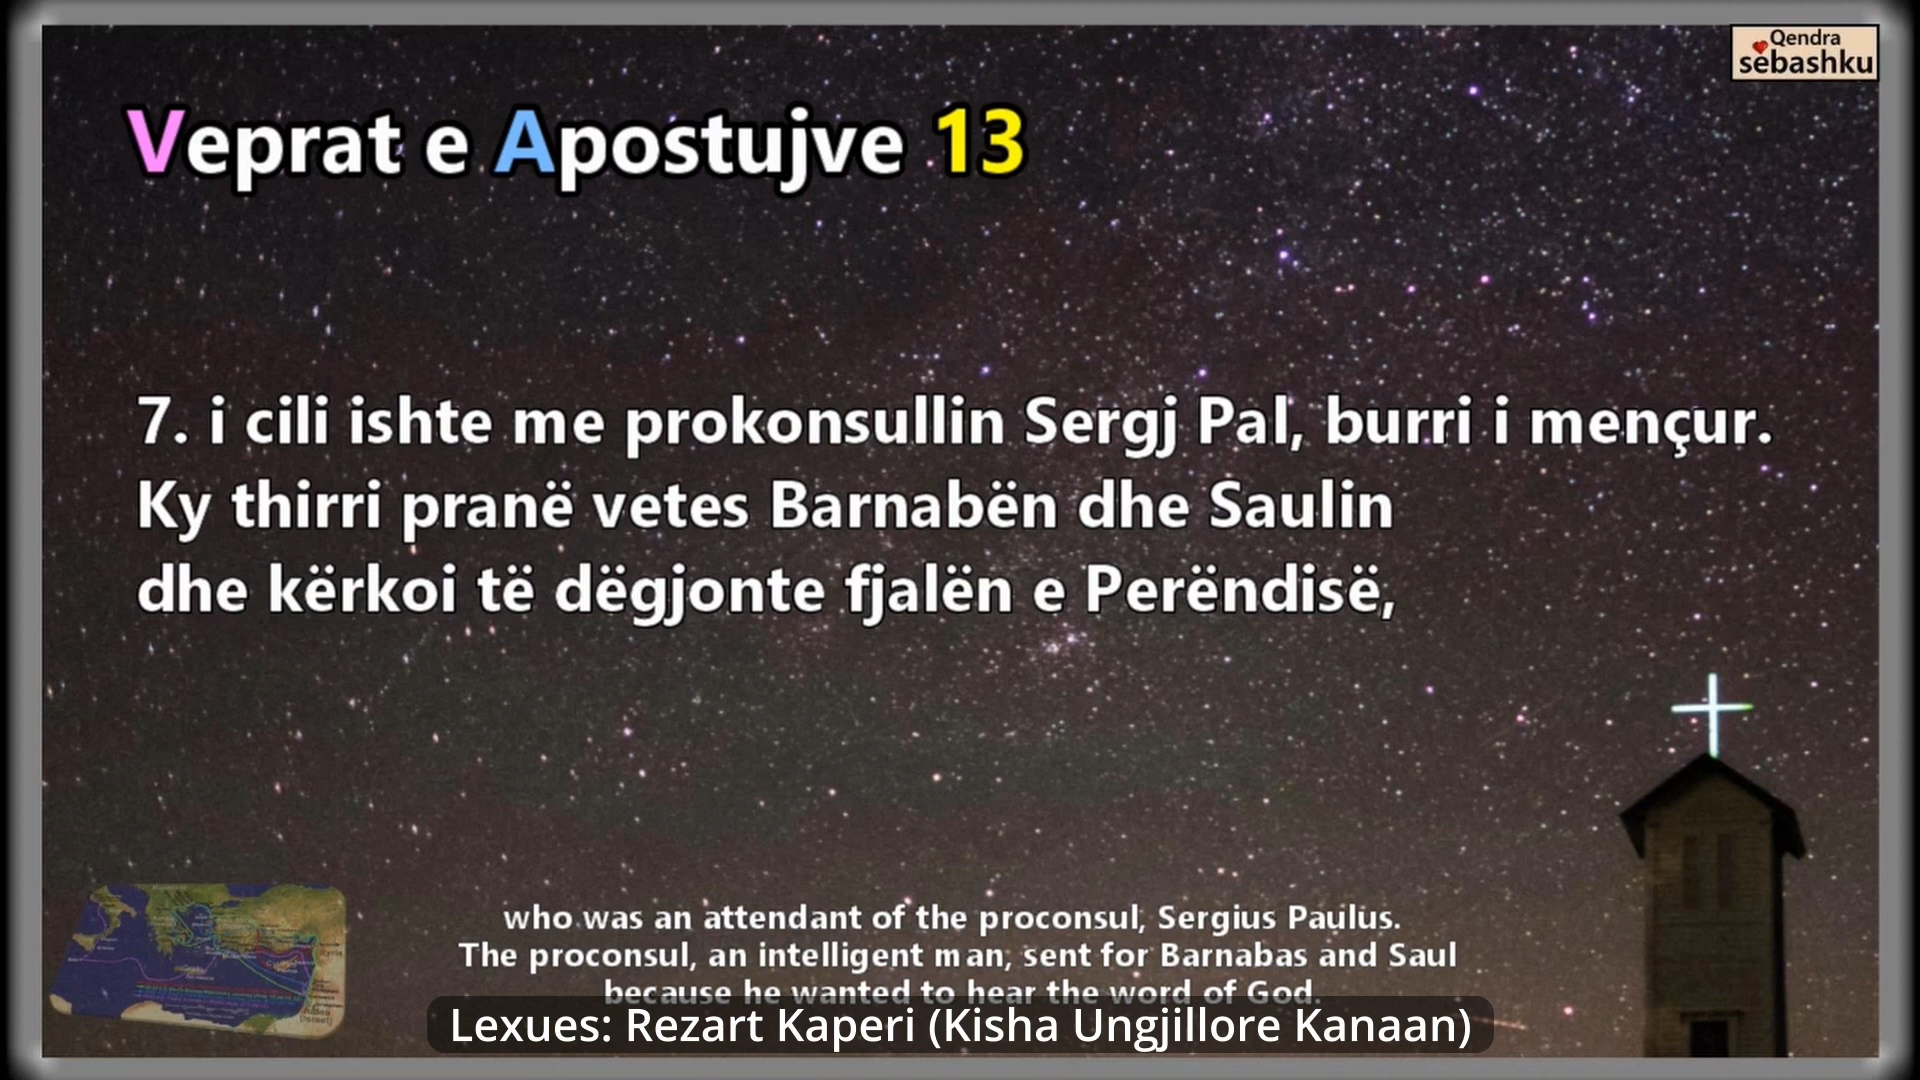 Qendra
sëbashku
Veprat e Apostujve 13
7. i cili ishte me prokonsullin Sergj Pal, burri i mençur.
Ky thirri pranë vetes Barnabën dhe Saulin
dhe kërkoi të dëgjonte fjalën e Perëndisë,
who was an attendant of the proconsul, Sergius Paulus.
The proconsul, an intelligent man, sent for Barnabas and Saul
because he wanted to hear the word of God.
Lexues: Rezart Kaperi (Kisha Ungjillore Kanaan)